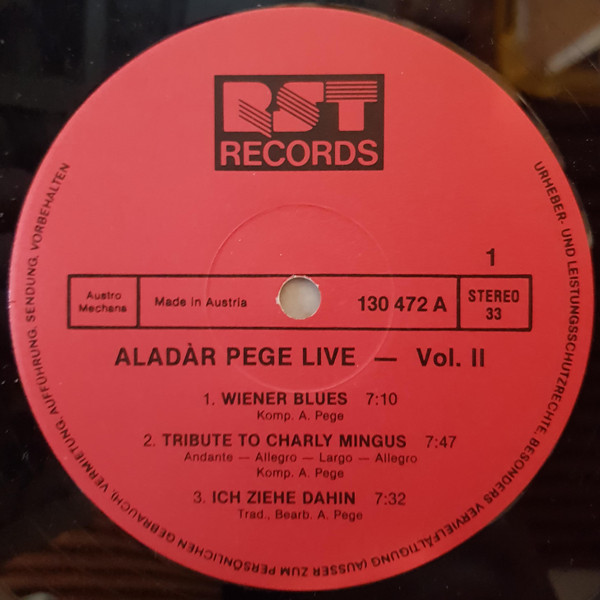 RST
RECORDS
1
Austro
Mechana
Made in Austria
130 472 A
STEREO
33
ALADÀR PEGE LIVE — Vol. II
1. WIENER BLUES 7:10
Komp. A. Pege
2. TRIBUTE TO CHARLY MINGUS 7:47
Andante — Allegro — Largo — Allegro
Komp. A. Pege
3. ICH ZIEHE DAHIN 7:32
Trad., Bearb. A. Pege
URHEBER- UND LEISTUNGSSCHUTZRECHTE, BESONDERS VERVIELFÄLTIGUNG (AUSSER ZUM PERSÖNLICHEN GEBRAUCH) VERMIETUNG, AUFFÜHRUNG, SENDUNG, VORBEHALTEN